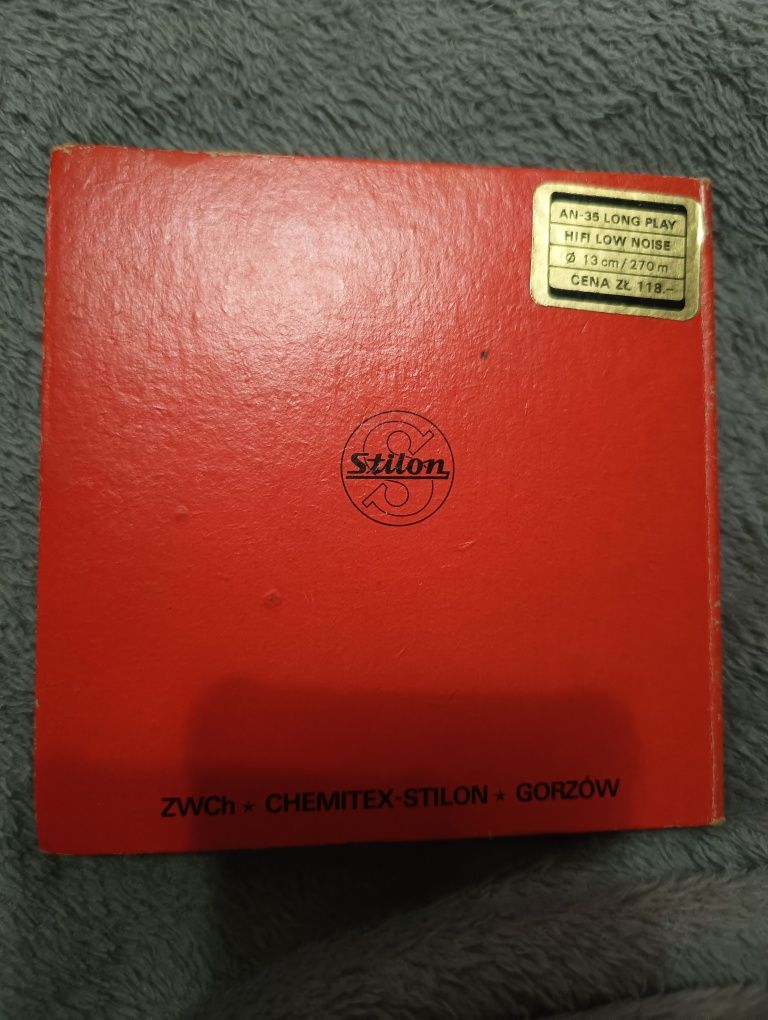 AN-35 LONG PLAY
HIFI LOW NOISE
Ø 13 cm / 270 m
CENA ZŁ 118.-
S
Stilon
ZWCh ★ CHEMITEX-STILON ★ GORZÓW